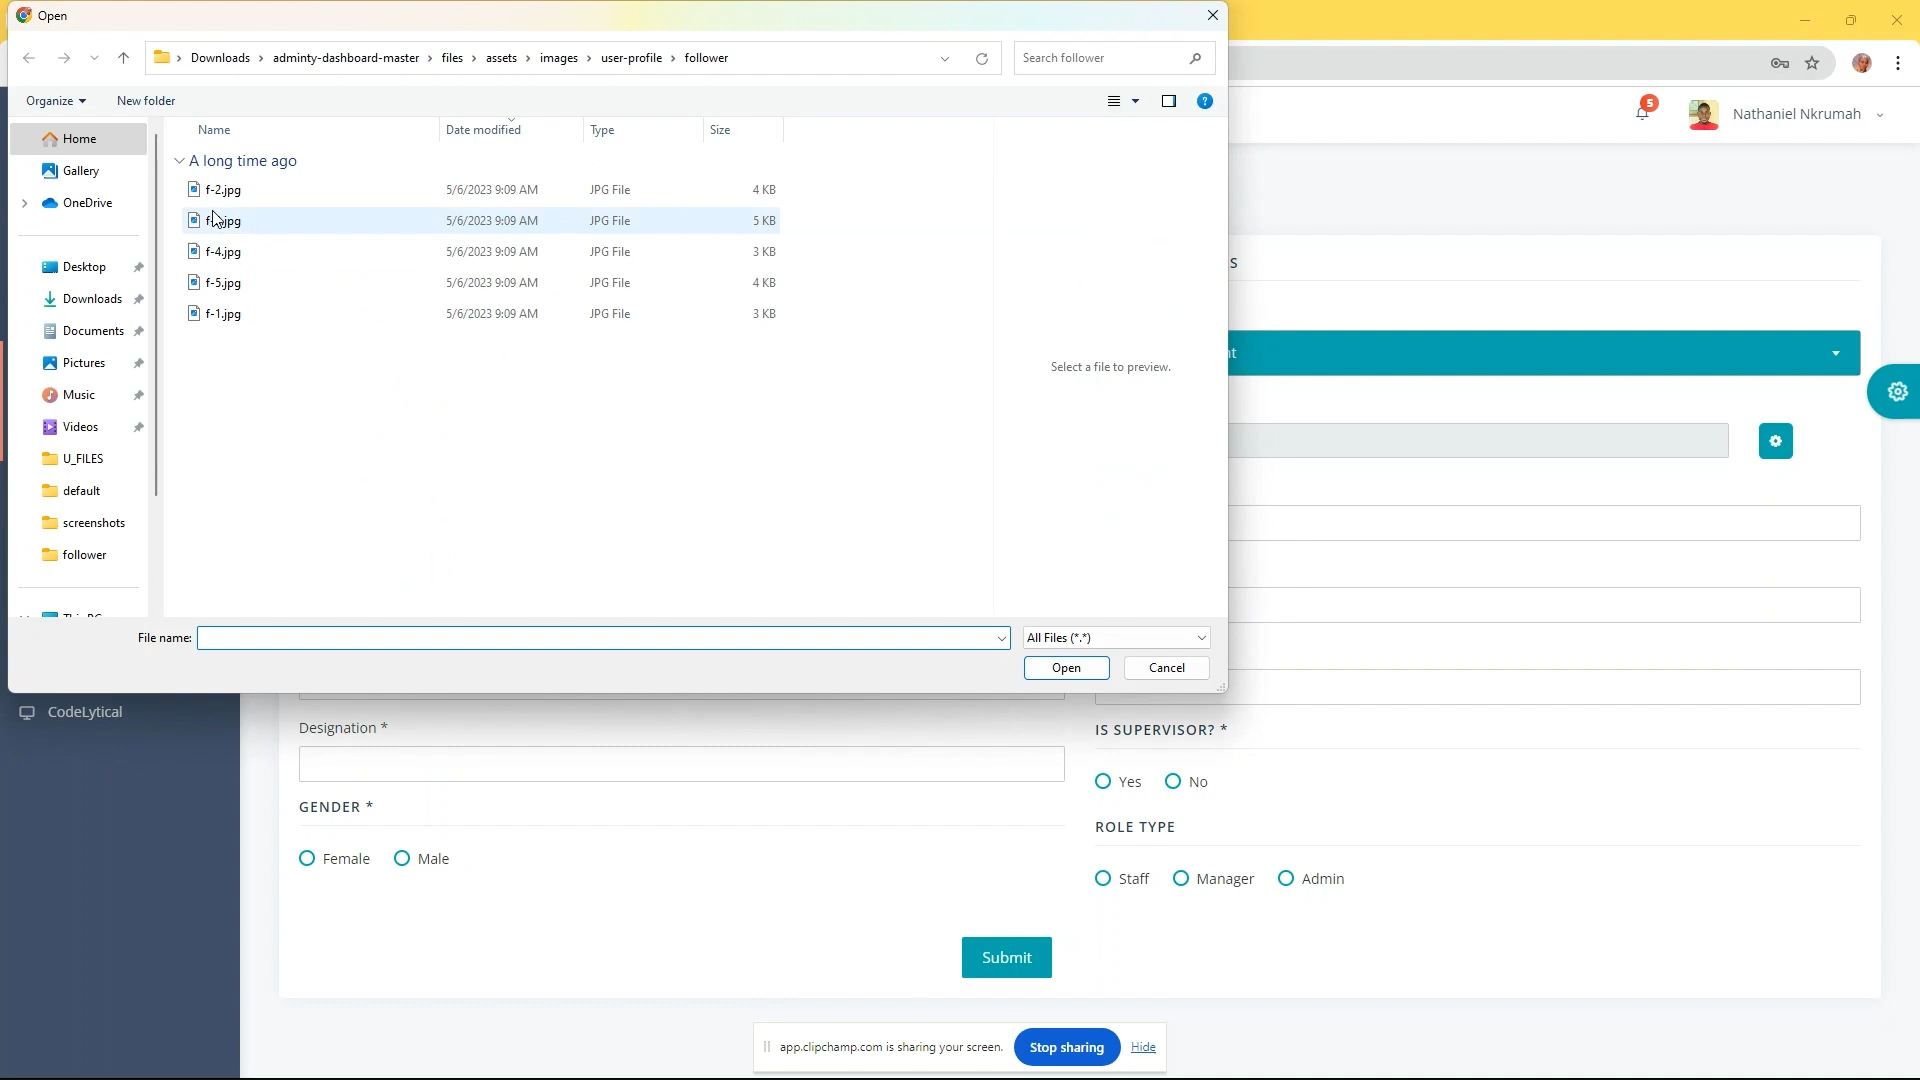 Open
Downloads > adminty-dashboard-master > files > assets > images > user-profile > follower
Search follower
Organize
New folder
Name
Date modified
Type
Size
A long time ago
f-2.jpg 5/6/2023 9:09 AM JPG File 4 KB
5/6/2023 9:09 AM JPG File 5 KB
f-4.jpg 5/6/2023 9:09 AM JPG File 3 KB
f-5.jpg 5/6/2023 9:09 AM JPG File 4 KB
f-1.jpg 5/6/2023 9:09 AM JPG File 3 KB
Home
Gallery
OneDrive
Desktop
Downloads
Documents
Pictures
Music
Videos
U_FILES
default
screenshots
follower
Select a file to preview.
File name:
All Files (*.*)
Open
Cancel
5
Nathaniel Nkrumah
CodeLytical
Designation *
GENDER *
Female
Male
IS SUPERVISOR? *
Yes
No
ROLE TYPE
Staff
Manager
Admin
Submit
app.clipchamp.com is sharing your screen.
Stop sharing
Hide